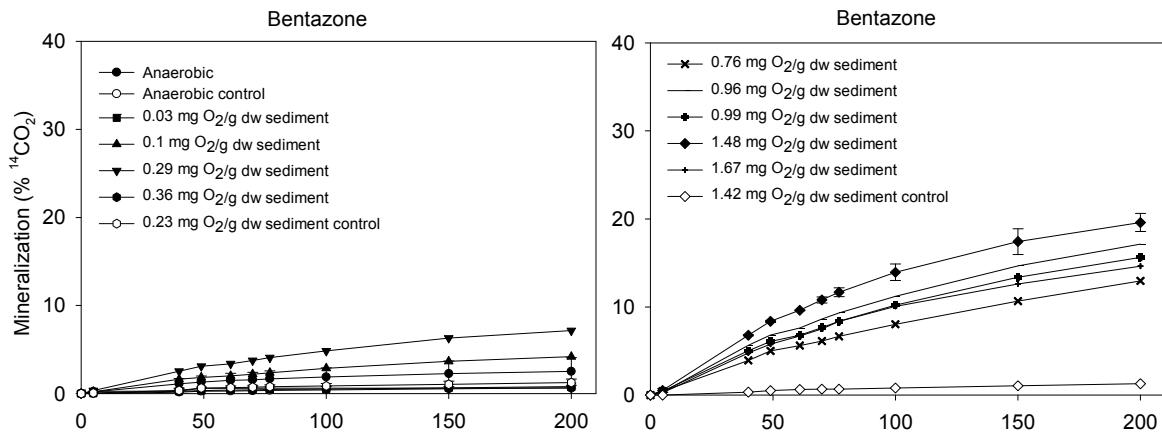 Bentazone
Mineralization (% ¹⁴CO₂)
40
30
20
10
0
Anaerobic
Anaerobic control
0.03 mg O₂/g dw sediment
0.1 mg O₂/g dw sediment
0.29 mg O₂/g dw sediment
0.36 mg O₂/g dw sediment
0.23 mg O₂/g dw sediment control
0 50 100 150 200
Bentazone
40
30
20
10
0
0.76 mg O₂/g dw sediment
0.96 mg O₂/g dw sediment
0.99 mg O₂/g dw sediment
1.48 mg O₂/g dw sediment
1.67 mg O₂/g dw sediment
1.42 mg O₂/g dw sediment control
0 50 100 150 200